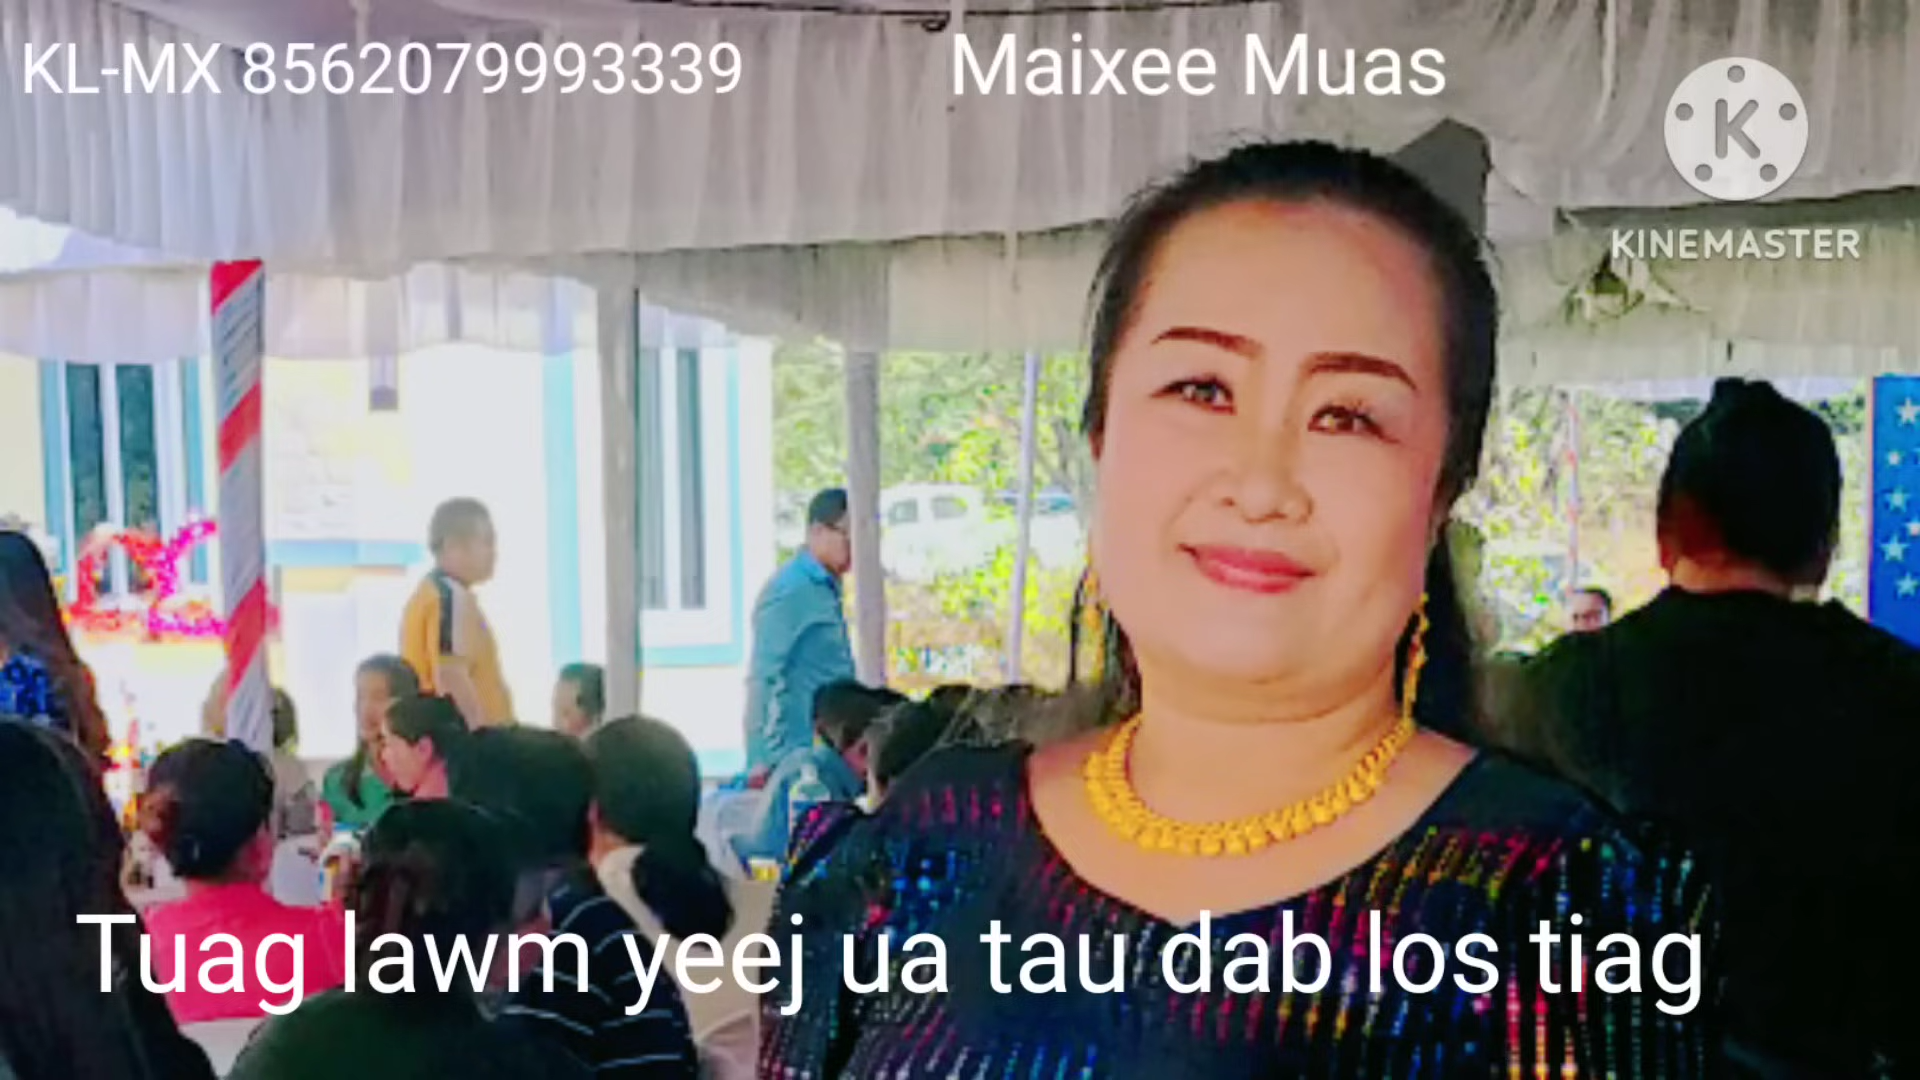 KL-MX 8562079993339
Maixee Muas
KINEMASTER
Tuag lawm yeej ua tau dab los tiag